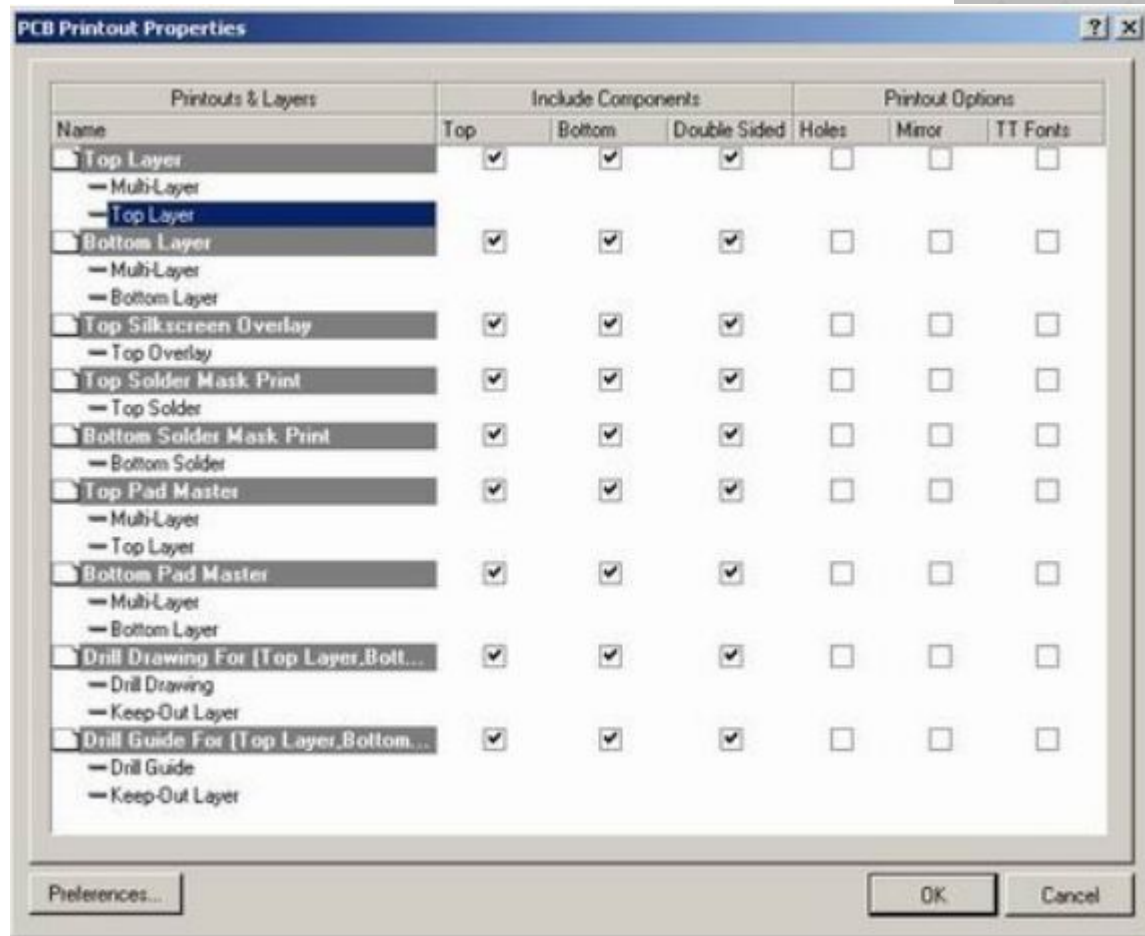 PCB Printout Properties
Printouts & Layers Include Components Printout Options
Name Top Bottom Double Sided Holes Mirror TT Fonts
Top Layer
Multi-Layer
Top Layer
Bottom Layer
Multi-Layer
Bottom Layer
Top Silkscreen Overlay
Top Overlay
Top Solder Mask Print
Top Solder
Bottom Solder Mask Print
Bottom Solder
Top Pad Master
Multi-Layer
Top Layer
Bottom Pad Master
Multi-Layer
Bottom Layer
Drill Drawing For (Top Layer,Bott...
Drill Drawing
Keep-Out Layer
Drill Guide For (Top Layer,Bottom...
Drill Guide
Keep-Out Layer
Preferences... OK Cancel